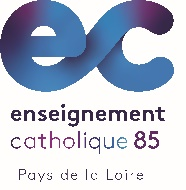 ec
enseignement
catholique 85
Pays de la Loire